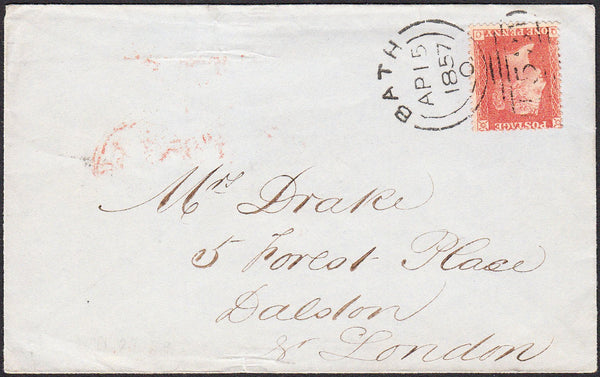 BATH
AP 15
1857
POSTAGE
ONE PENNY
Mrs Drake
5 Forest Place
Dalston
London